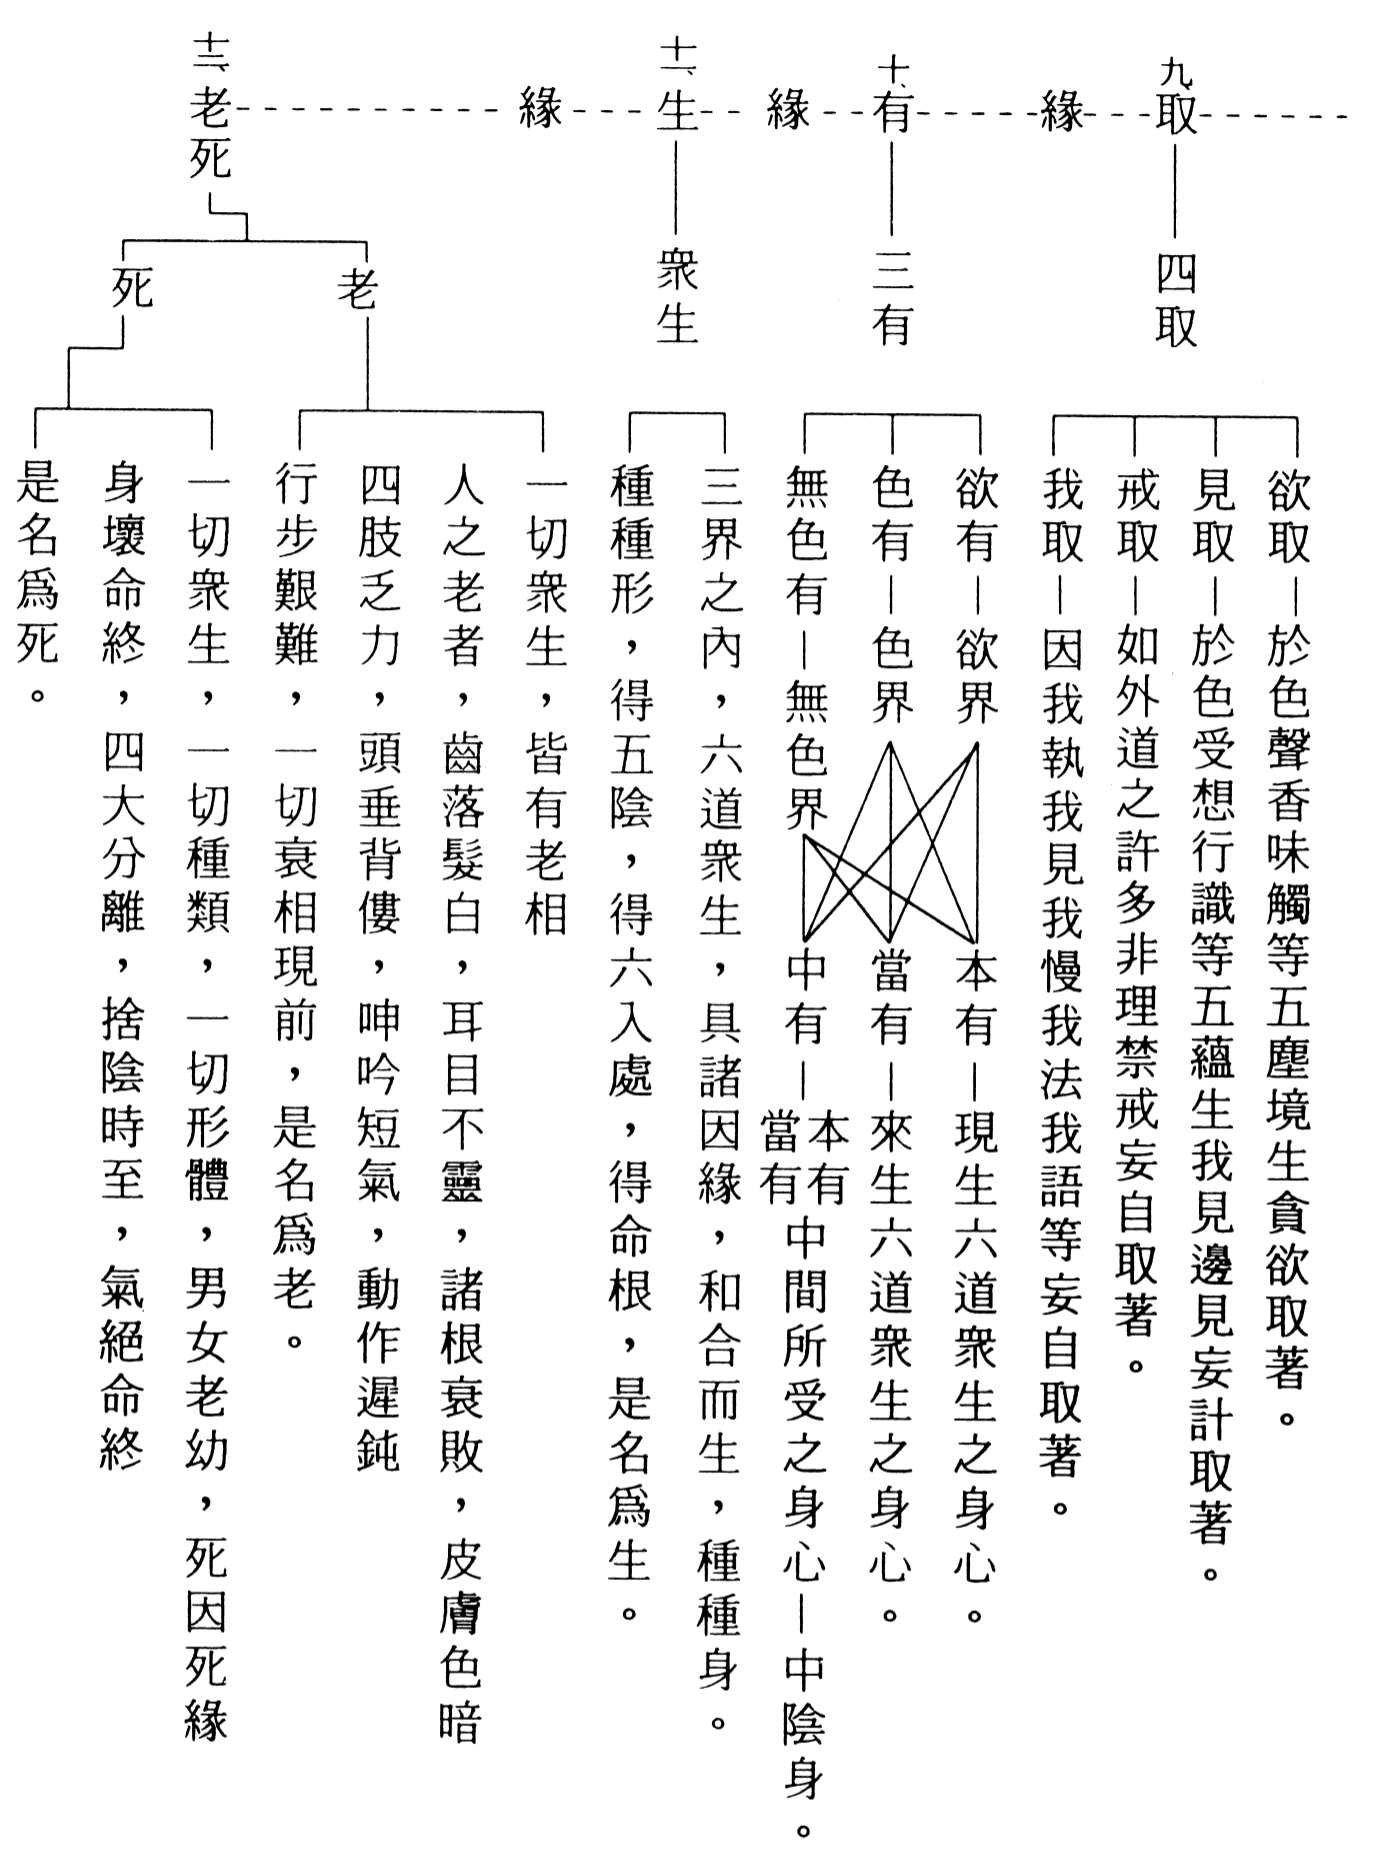 九、取
緣
十、有
緣
十一、生
緣
十二、老死
四取
三有
衆生
老
死
欲取—於色聲香味觸等五塵境生貪欲取著。
見取—於色受想行識等五蘊生我見邊見妄計取著。
戒取—如外道之許多非理禁戒妄自取著。
我取—因我執我見我慢我法我語等妄自取著。
欲有—欲界
色有—色界
無色有—無色界
本有—現生六道衆生之身心。
當有—來生六道衆生之身心。
中有—本有當有中間所受之身心—中陰身。
三界之內，六道衆生，具諸因緣，和合而生，種種身。
種種形，得五陰，得六入處，得命根，是名爲生。
一切衆生，皆有老相
人之老者，齒落髮白，耳目不靈，諸根衰敗，皮膚色暗
四肢乏力，頭垂背僂，呻吟短氣，動作遲鈍
行步艱難，一切衰相現前，是名爲老。
一切衆生，一切種類，一切形體，男女老幼，死因死緣
身壞命終，四大分離，捨陰時至，氣絕命終
是名爲死。